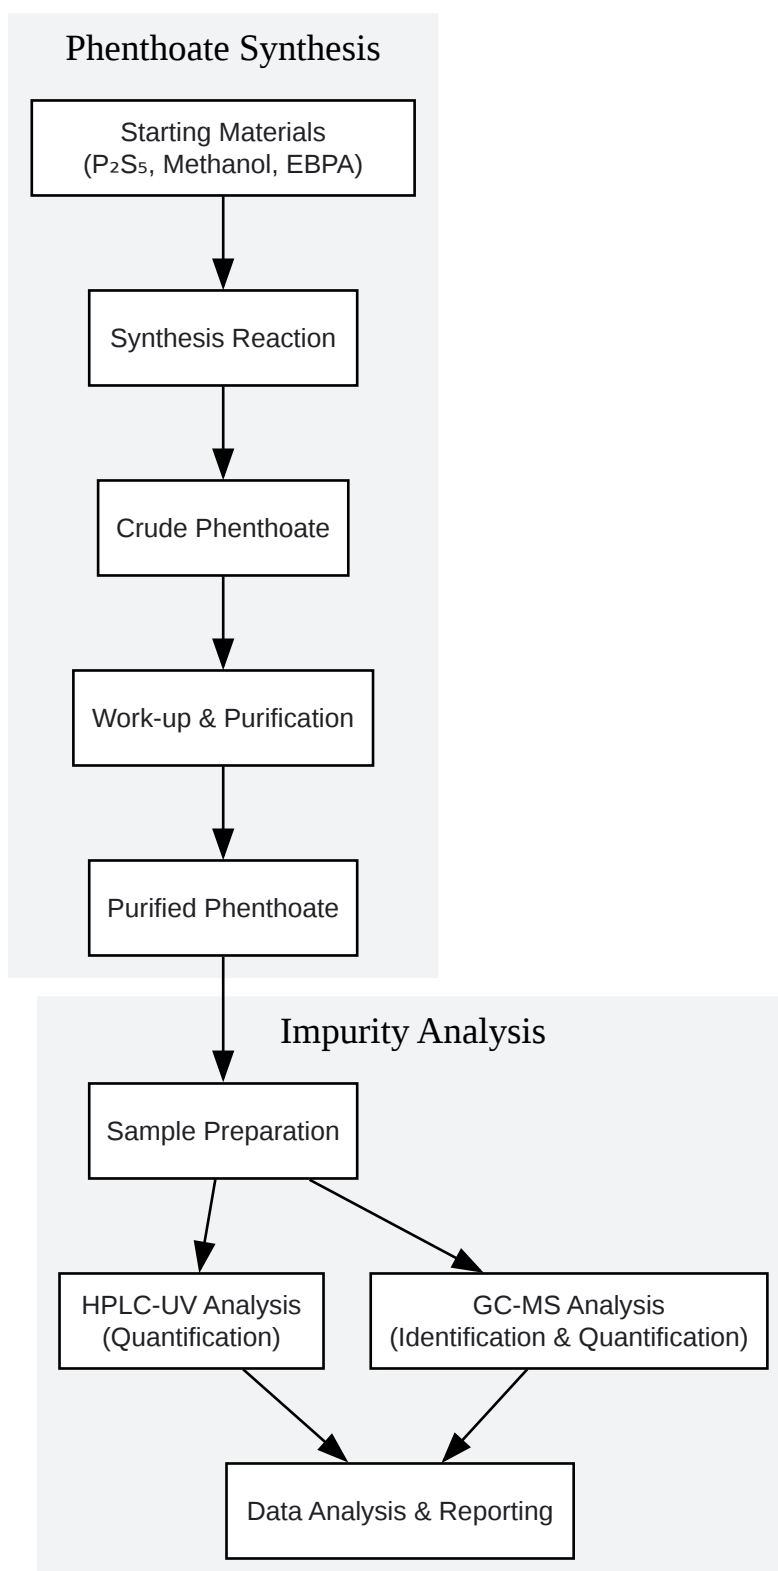 Phenthoate Synthesis
Starting Materials
(P₂S₅, Methanol, EBPA)
Synthesis Reaction
Crude Phenthoate
Work-up & Purification
Purified Phenthoate
Impurity Analysis
Sample Preparation
HPLC-UV Analysis
(Quantification)
GC-MS Analysis
(Identification & Quantification)
Data Analysis & Reporting